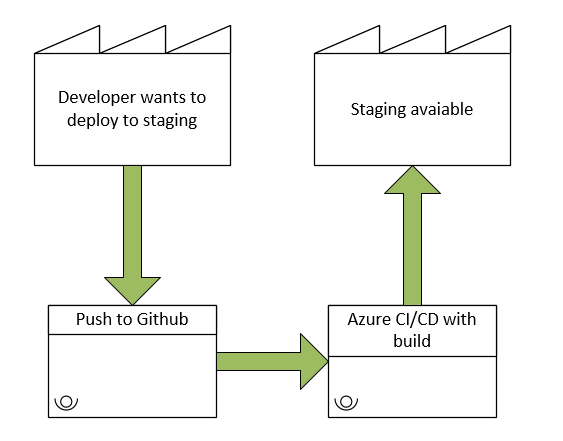 Developer wants to
deploy to staging
Staging avaiable
Push to Github
Azure CI/CD with
build